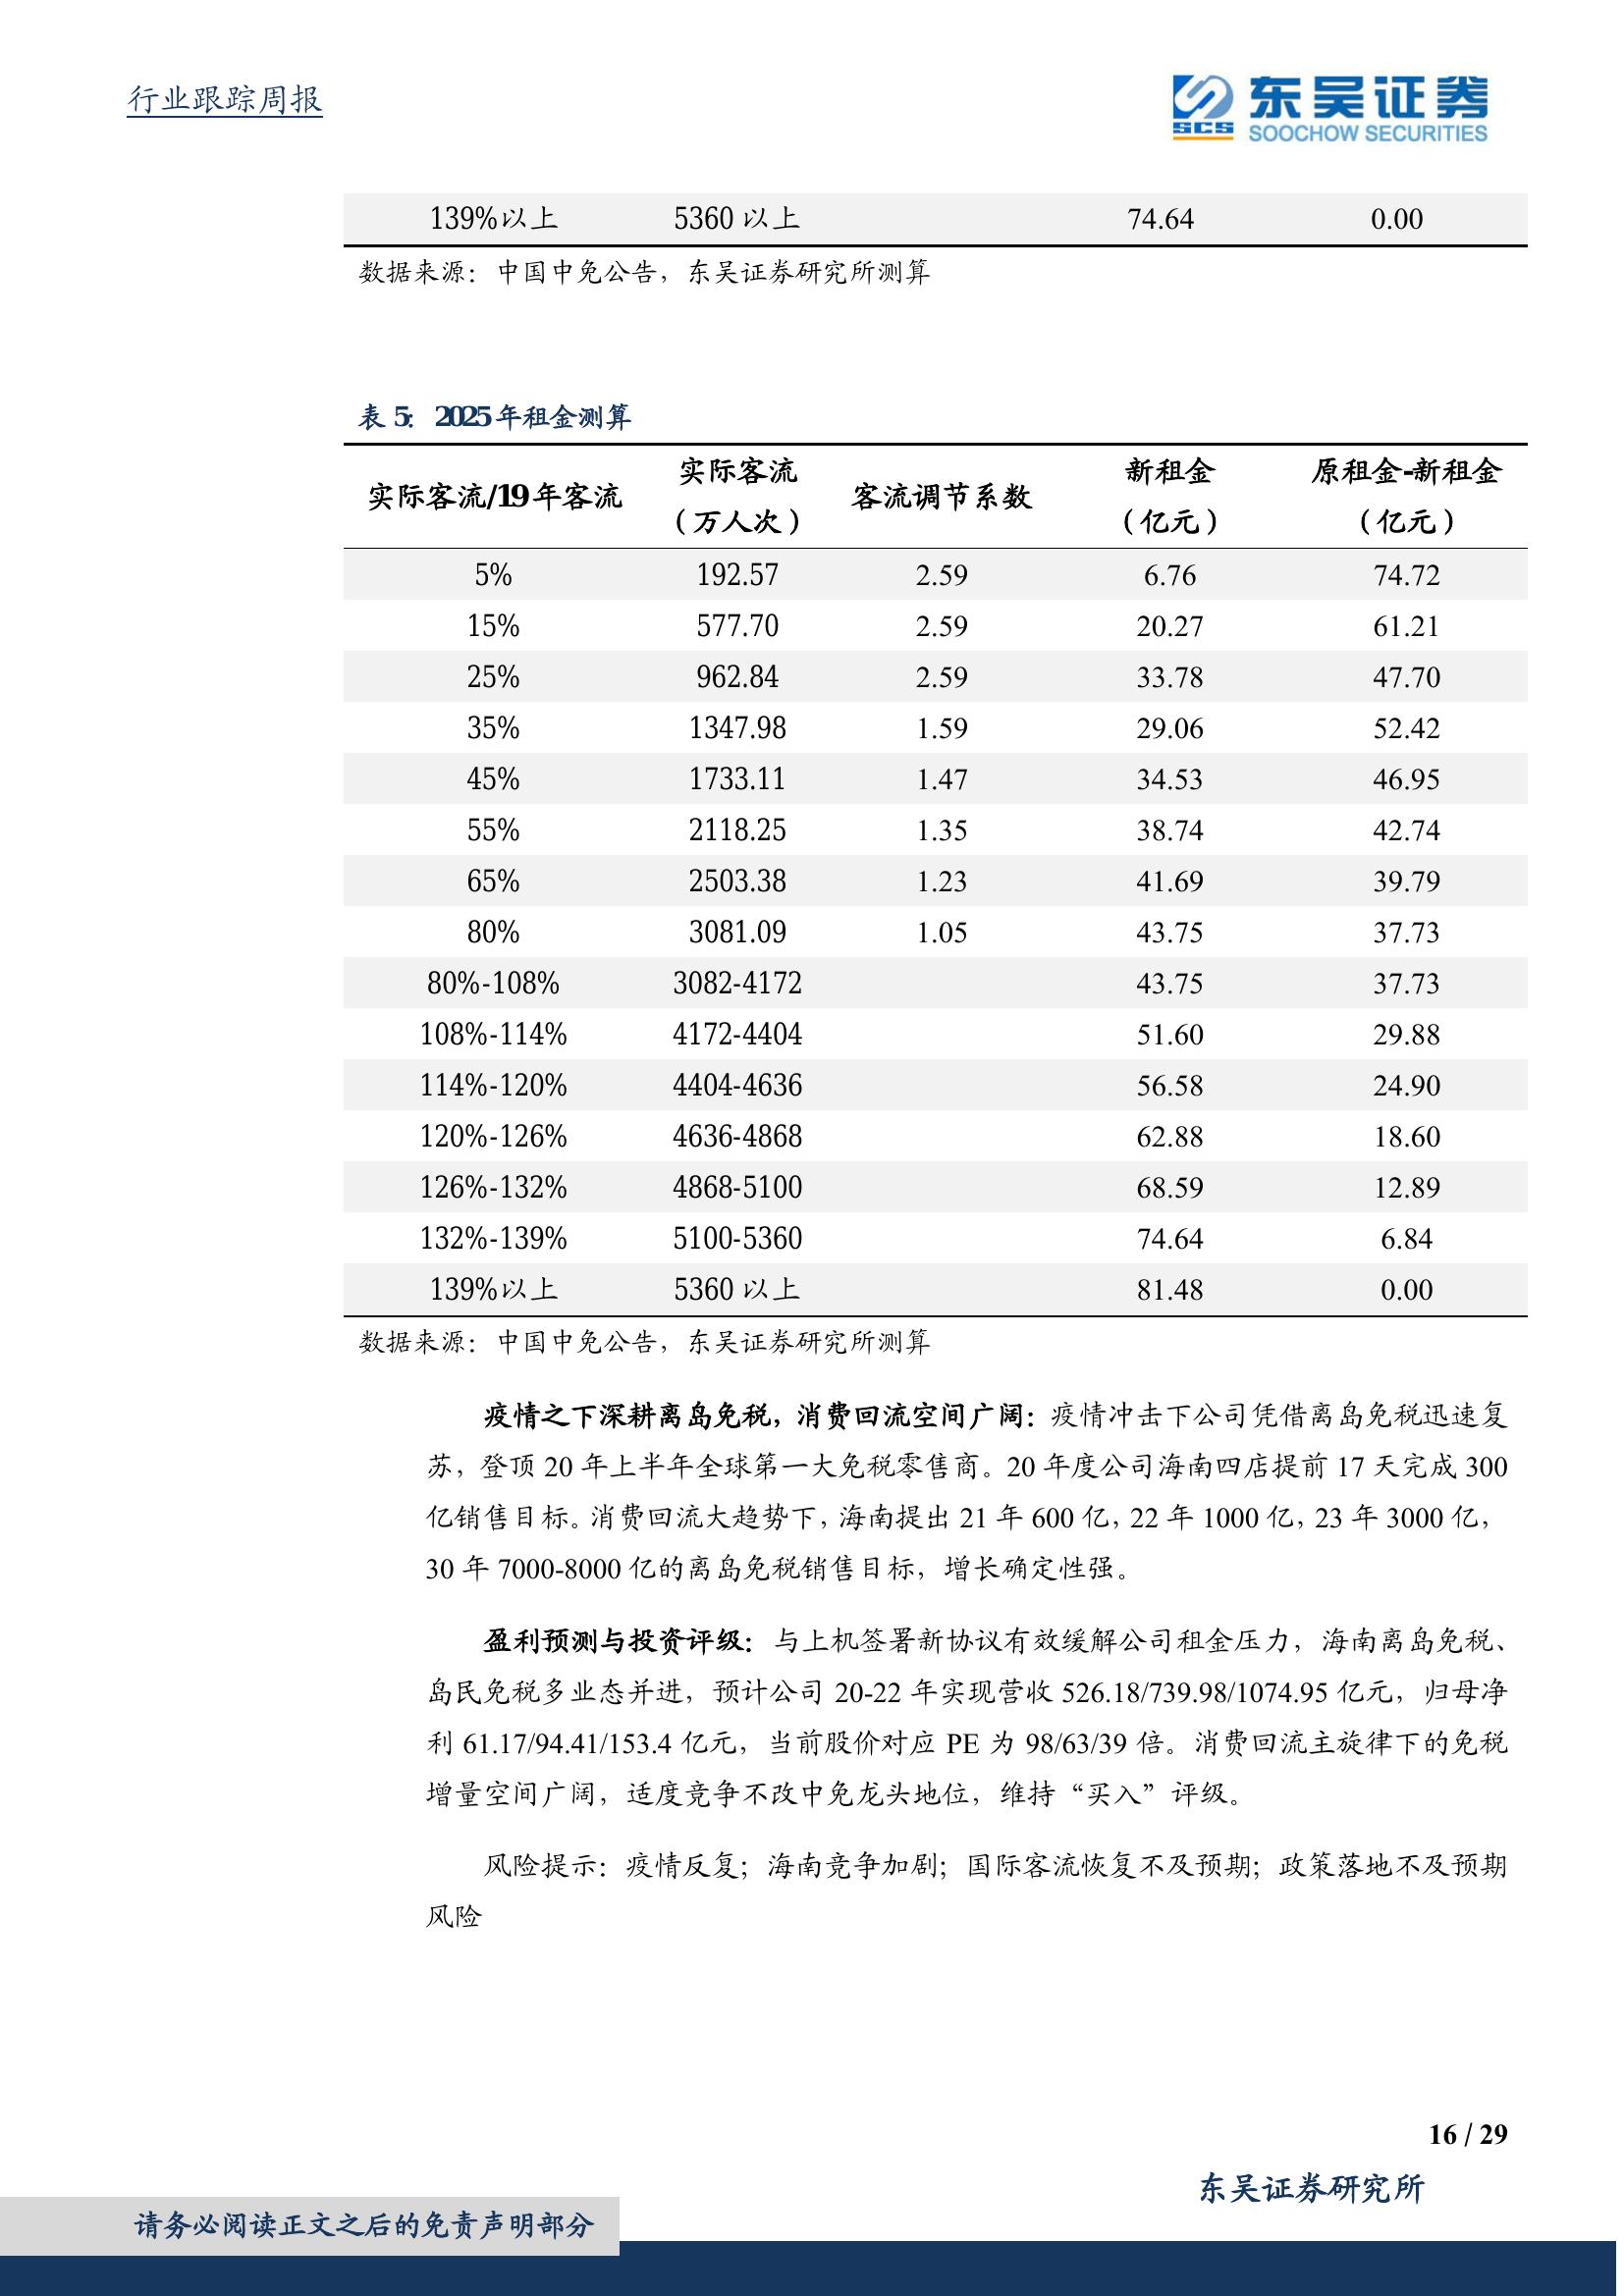 行业跟踪周报
东吴证券
SCS
SOOCHOW SECURITIES
139%以上 5360 以上 74.64 0.00
数据来源：中国中免公告，东吴证券研究所测算
表 5：2025 年租金测算
实际客流/19 年客流 实际客流（万人次） 客流调节系数 新租金（亿元） 原租金-新租金（亿元）
5% 192.57 2.59 6.76 74.72
15% 577.70 2.59 20.27 61.21
25% 962.84 2.59 33.78 47.70
35% 1347.98 1.59 29.06 52.42
45% 1733.11 1.47 34.53 46.95
55% 2118.25 1.35 38.74 42.74
65% 2503.38 1.23 41.69 39.79
80% 3081.09 1.05 43.75 37.73
80%-108% 3082-4172 43.75 37.73
108%-114% 4172-4404 51.60 29.88
114%-120% 4404-4636 56.58 24.90
120%-126% 4636-4868 62.88 18.60
126%-132% 4868-5100 68.59 12.89
132%-139% 5100-5360 74.64 6.84
139%以上 5360 以上 81.48 0.00
数据来源：中国中免公告，东吴证券研究所测算
疫情之下深耕离岛免税，消费回流空间广阔：疫情冲击下公司凭借离岛免税迅速复
苏，登顶 20 年上半年全球第一大免税零售商。20 年度公司海南四店提前 17 天完成 300
亿销售目标。消费回流大趋势下，海南提出 21 年 600 亿，22 年 1000 亿，23 年 3000 亿，
30 年 7000-8000 亿的离岛免税销售目标，增长确定性强。
盈利预测与投资评级：与上机签署新协议有效缓解公司租金压力，海南离岛免税、
岛民免税多业态并进，预计公司 20-22 年实现营收 526.18/739.98/1074.95 亿元，归母净
利 61.17/94.41/153.4 亿元，当前股价对应 PE 为 98/63/39 倍。消费回流主旋律下的免税
增量空间广阔，适度竞争不改中免龙头地位，维持“买入”评级。
风险提示：疫情反复；海南竞争加剧；国际客流恢复不及预期；政策落地不及预期
风险
16 / 29
东吴证券研究所
请务必阅读正文之后的免责声明部分